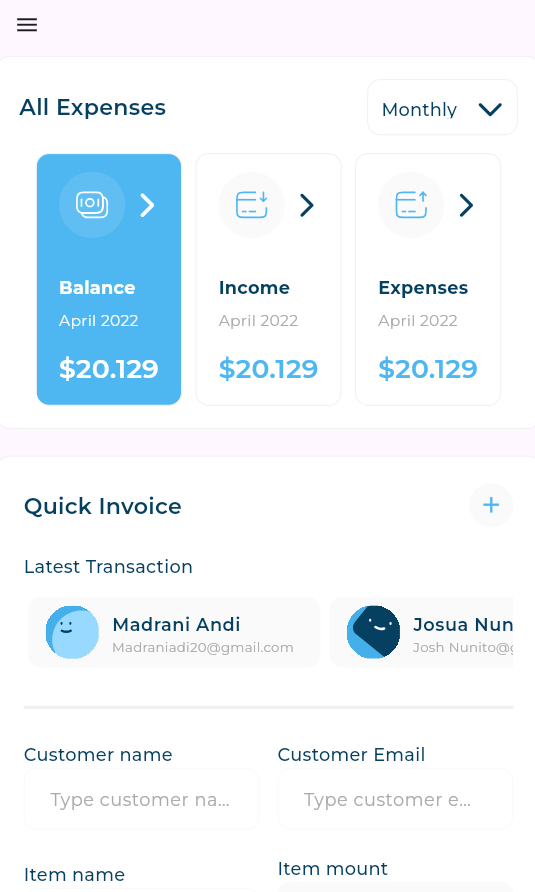 All Expenses
Monthly
Balance
April 2022
$20.129
Income
April 2022
$20.129
Expenses
April 2022
$20.129
Quick Invoice
Latest Transaction
Madrani Andi
Madraniadi20@gmail.com
Josua Nun
Josh Nunito@g
Customer name
Customer Email
Type customer na...
Type customer e...
Item name
Item mount